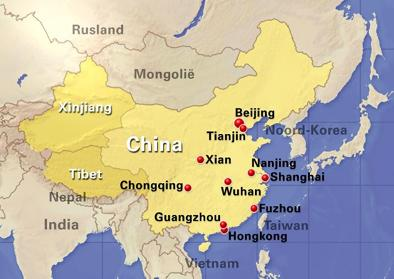 Rusland
Mongolië
Xinjiang
Beijing
China
Tianjin
Noord-Korea
Xian
Nanjing
Tibet
Shanghai
Chongqing
Wuhan
Nepal
Fuzhou
Guangzhou
India
Taiwan
Hongkong
Vietnam